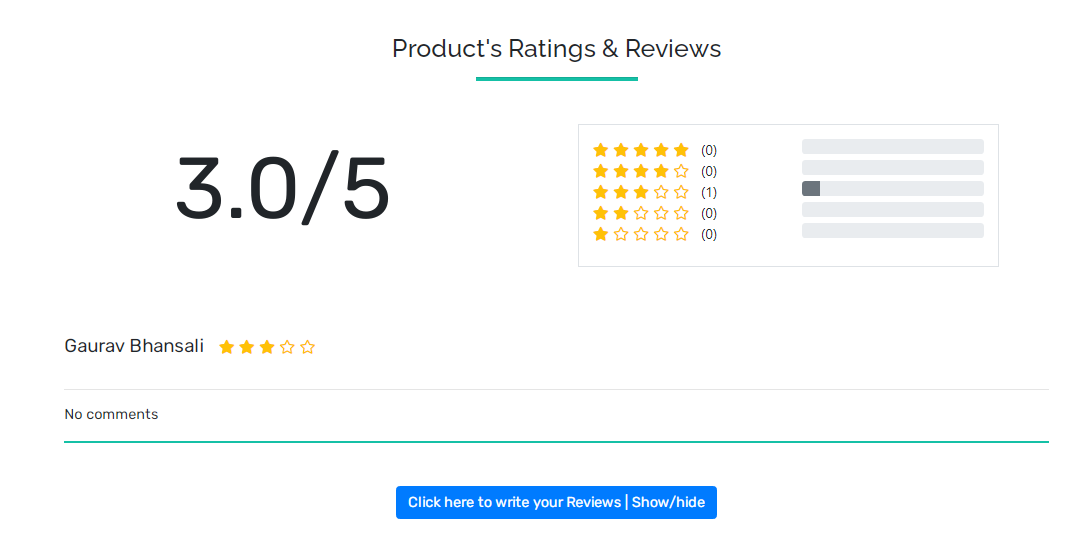 Product's Ratings & Reviews
3.0/5
(0)
(0)
(1)
(0)
(0)
Gaurav Bhansali
No comments
Click here to write your Reviews | Show/hide